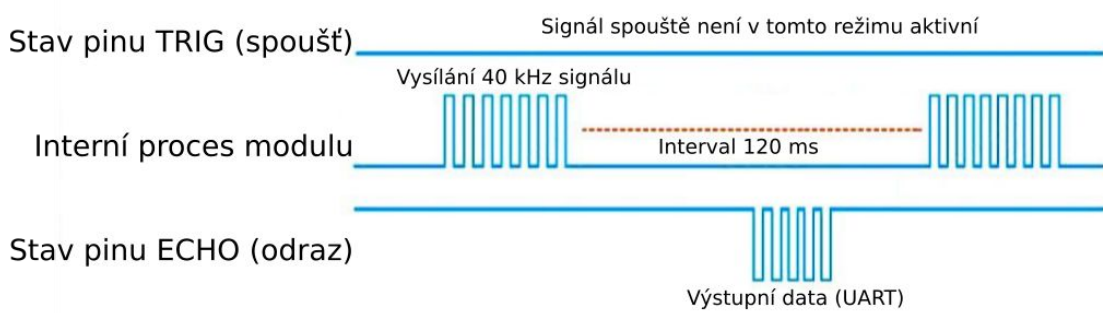 Signál spouště není v tomto režimu aktivní
Stav pinu TRIG (spoušť)
Vysílání 40 kHz signálu
Interní proces modulu
Interval 120 ms
Stav pinu ECHO (odraz)
Výstupní data (UART)